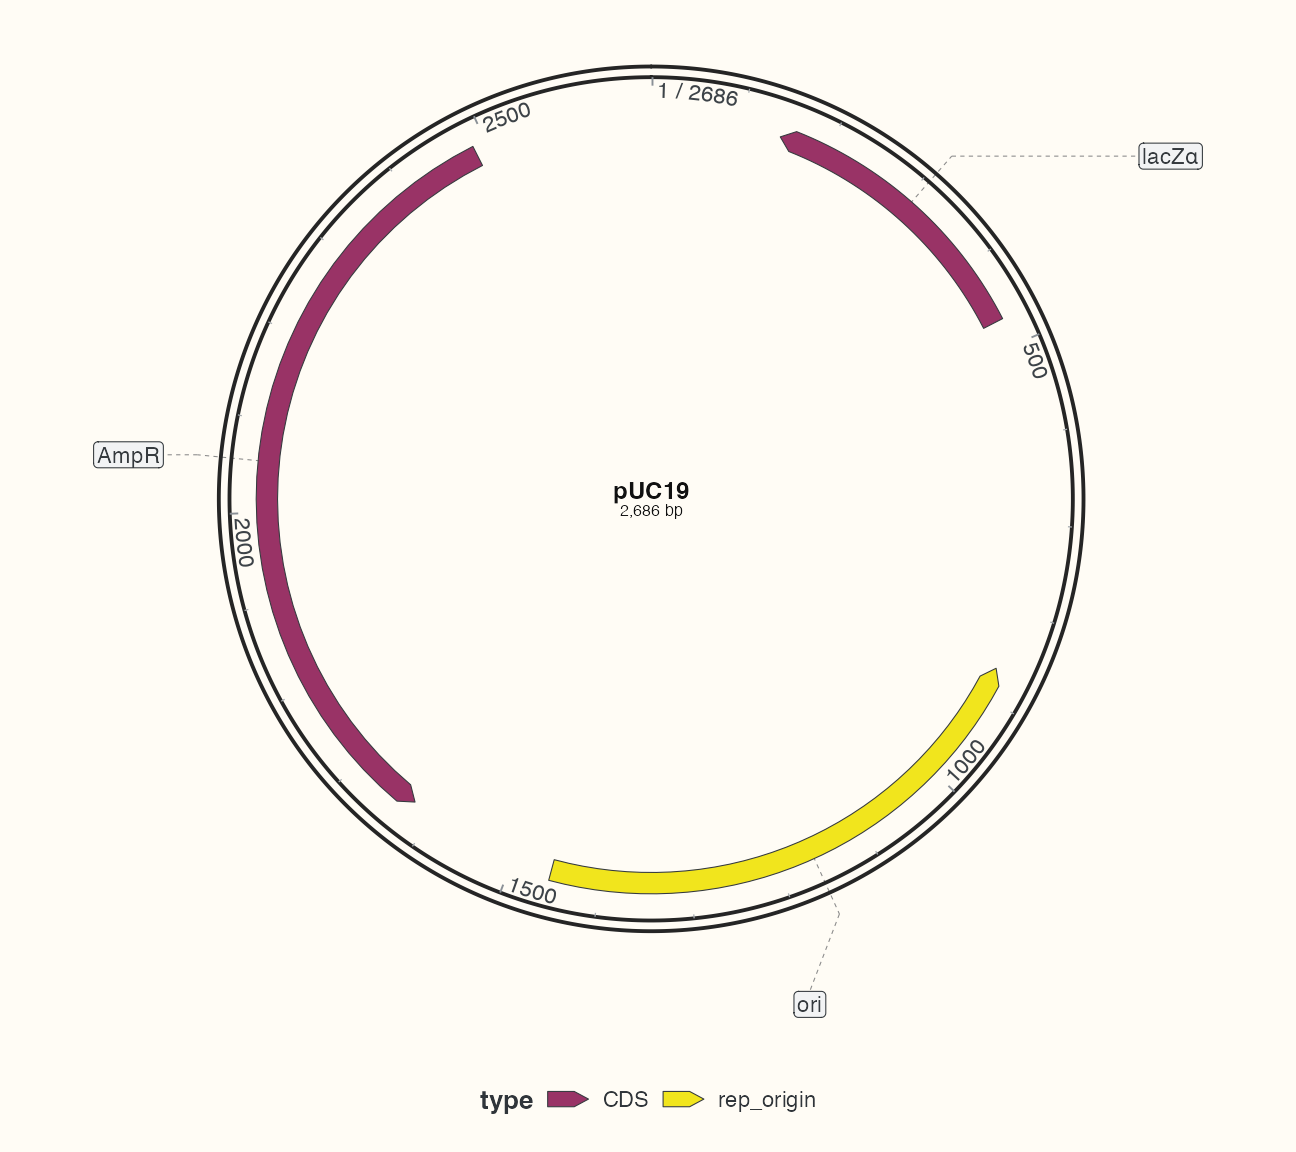 1 / 2686
2500
lacZα
500
AmpR
pUC19
2,686 bp
2000
1000
1500
ori
type CDS rep_origin